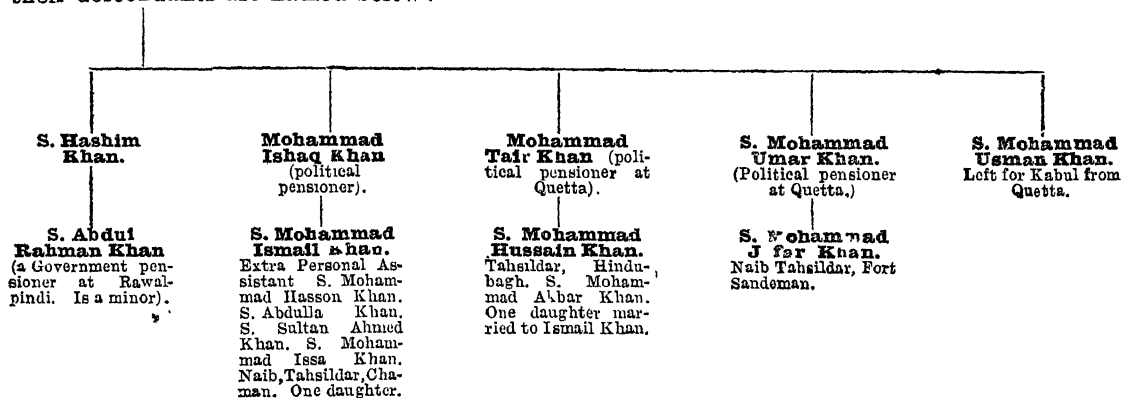 S. Hashim
Khan.
Mohammad
Ishaq Khan
(political
pensioner).
Mohammad
Tair Khan (poli-
tical pensioner at
Quetta).
S. Mohammad
Umar Khan.
(Political pensioner
at Quetta.)
S. Mohammad
Usman Khan.
Left for Kabul from
Quetta.
S. Abdul
Rahman Khan
(a Government pen-
sioner at Rawal-
pindi. Is a minor).
S. Mohammad
Ismail Khan.
Extra Personal As-
sistant S. Moham-
mad Hasson Khan.
S. Abdulla Khan.
S. Sultan Ahmed
Khan. S. Moham-
mad Issa Khan.
Naib,Tahsildar,Cha-
man. One daughter.
S. Mohammad
Hussain Khan.
Tahsildar, Hindu-
bagh. S. Moham-
mad Akbar Khan.
One daughter mar-
ried to Ismail Khan.
S. Mohammad
Khan.
Naib Tahsildar, Fort
Sandeman.